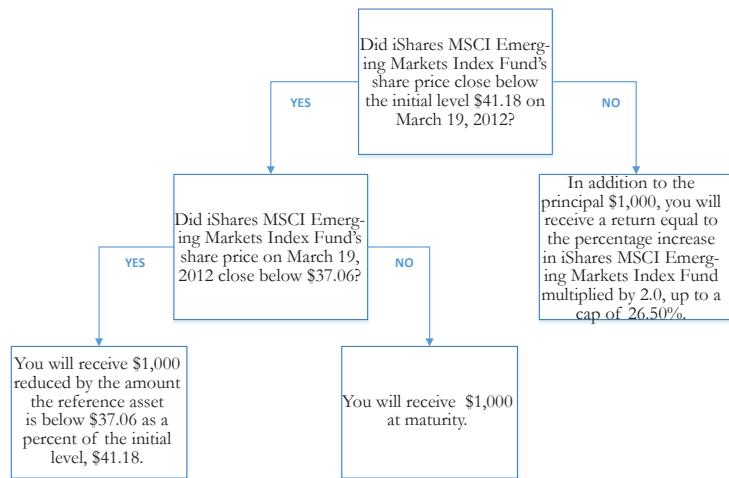 Did iShares MSCI Emerg-
ing Markets Index Fund's
share price close below
the initial level $41.18 on
March 19, 2012?
YES
NO
Did iShares MSCI Emerg-
ing Markets Index Fund's
share price on March 19,
2012 close below $37.06?
In addition to the
principal $1,000, you will
receive a return equal to
the percentage increase
in iShares MSCI Emerg-
ing Markets Index Fund
multiplied by 2.0, up to a
cap of 26.50%.
YES
NO
You will receive $1,000
reduced by the amount
the reference asset
is below $37.06 as a
percent of the initial
level, $41.18.
You will receive $1,000
at maturity.